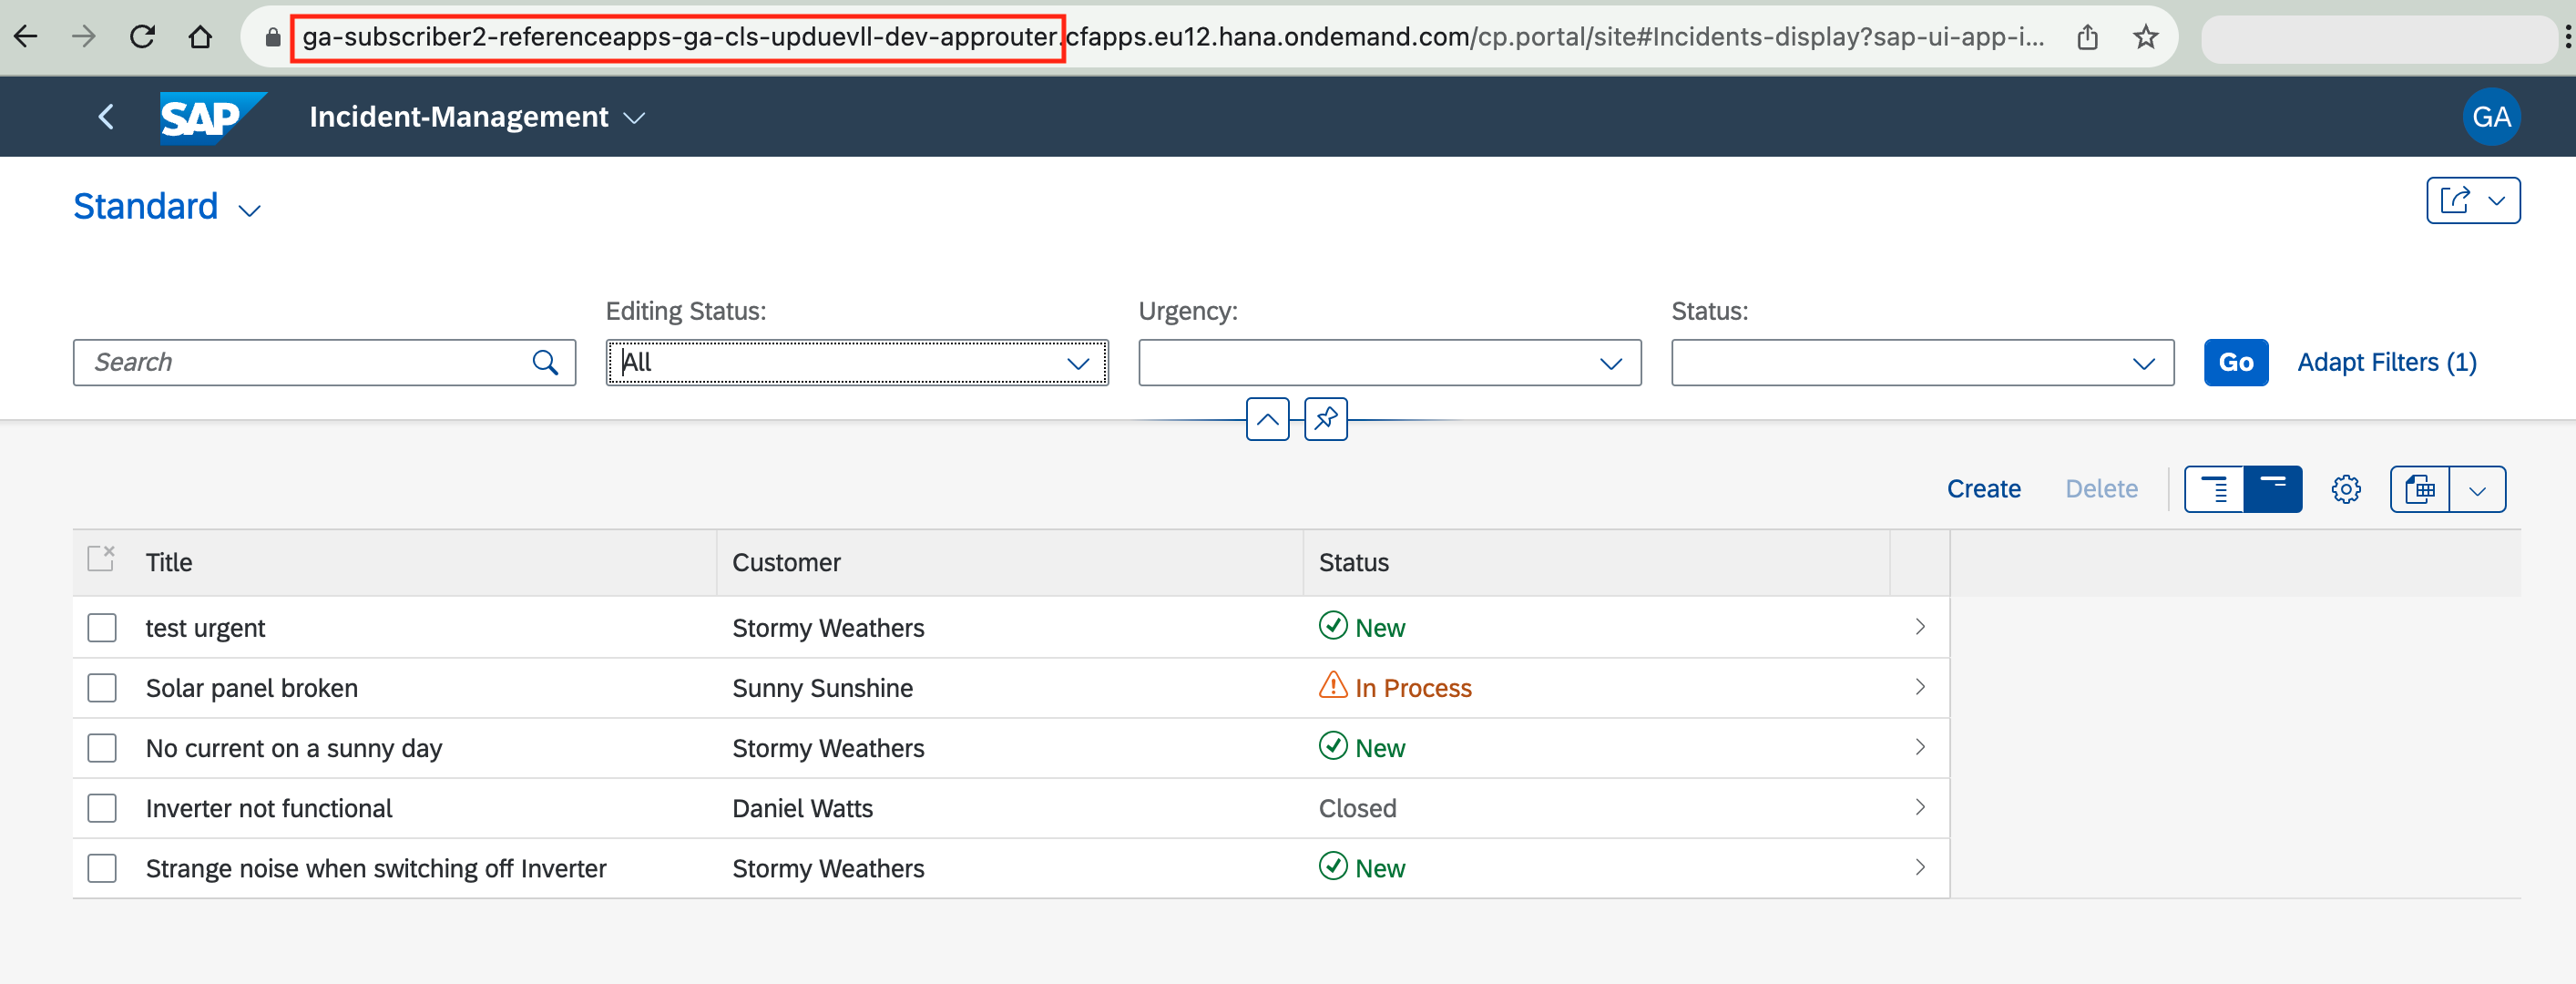 ga-subscriber2-referenceapps-ga-cls-upduevll-dev-approuter.cfapps.eu12.hana.ondemand.com/cp.portal/site#Incidents-display?sap-ui-app-i...
SAP Incident-Management GA
Standard
Editing Status: Urgency: Status:
Search All Go Adapt Filters (1)
Create Delete
Title Customer Status
test urgent Stormy Weathers New
Solar panel broken Sunny Sunshine In Process
No current on a sunny day Stormy Weathers New
Inverter not functional Daniel Watts Closed
Strange noise when switching off Inverter Stormy Weathers New